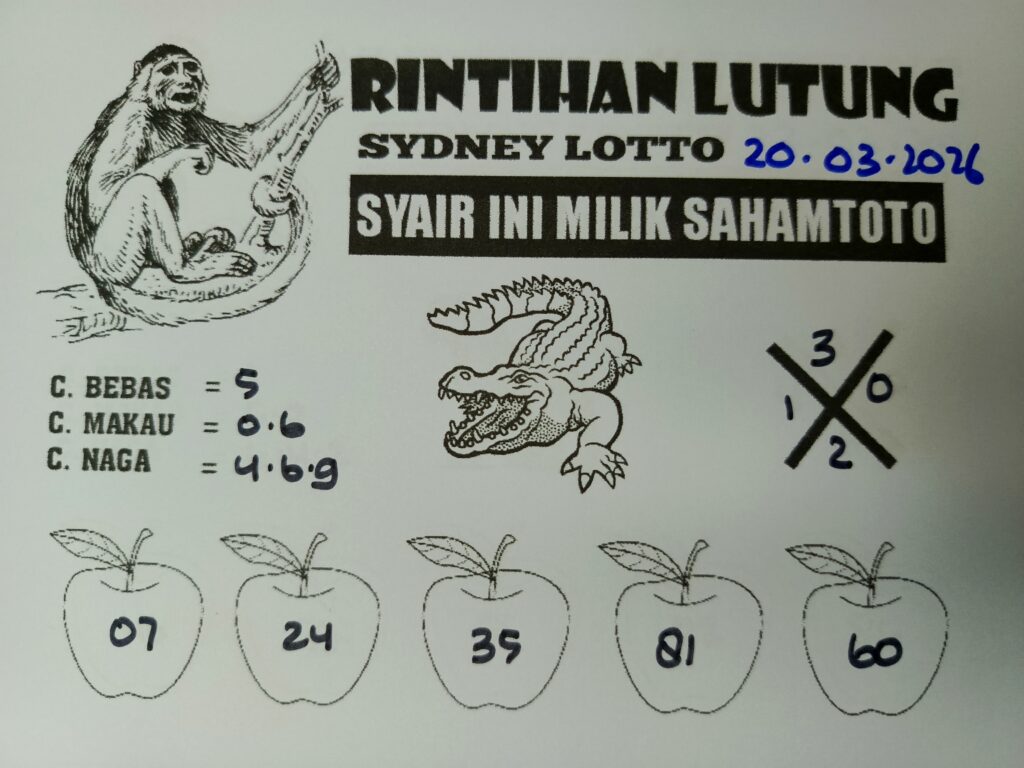 RINTIHAN LUTUNG
SYDNEY LOTTO 20.03.2026
SYAIR INI MILIK SAHAMTOTO
C. BEBAS = 5
C. MAKAU = 0.6
C. NAGA = 4.6.9
3
1 0
2
07 24 35 81 60